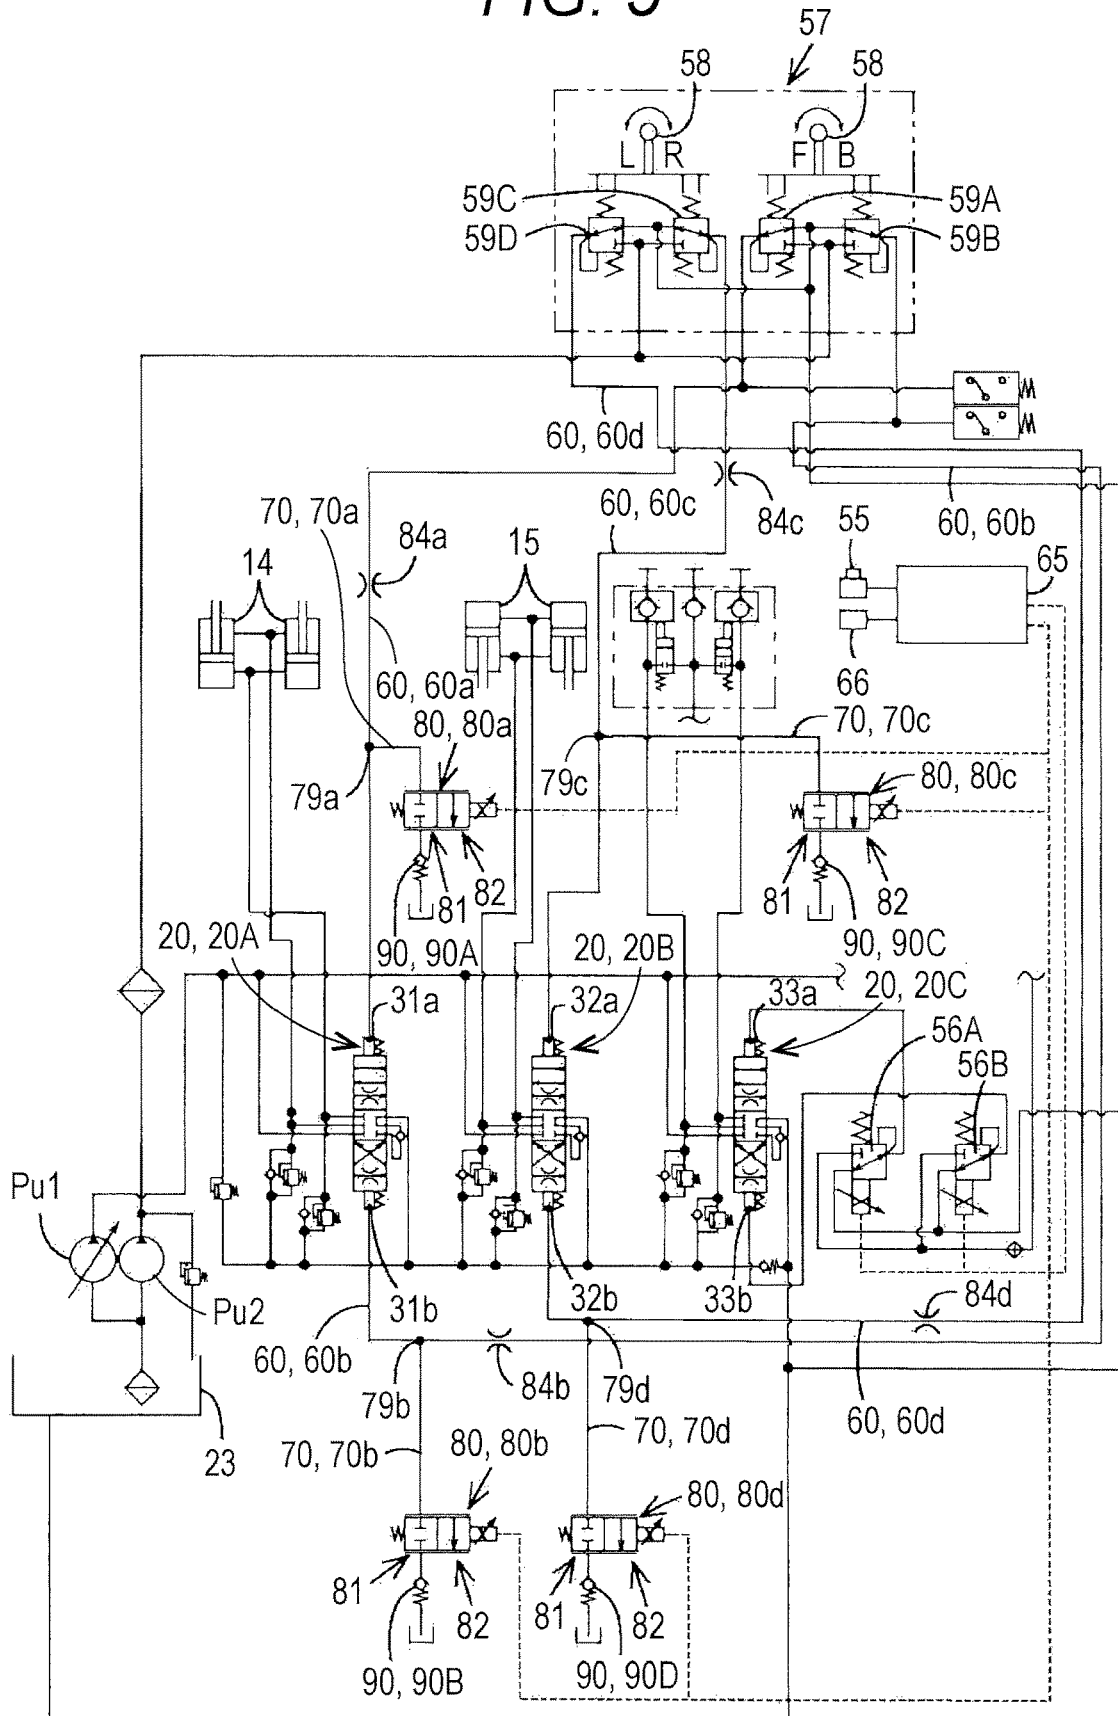 57
58
58
L R
F B
59C
59A
59D
59B
60, 60d
60, 60c
84c
60, 60b
70, 70a
84a
15
55
65
14
66
60, 60a
80, 80a
70, 70c
79a
79c
80, 80c
81
82
81
82
90, 90A
90, 90C
20, 20A
20, 20B
31a
32a
33a
20, 20C
56A
56B
Pu1
Pu2
31b
32b
33b
84d
60, 60b
79b
84b
79d
60, 60d
23
70, 70b
80, 80b
70, 70d
80, 80d
81
82
81
82
90, 90B
90, 90D